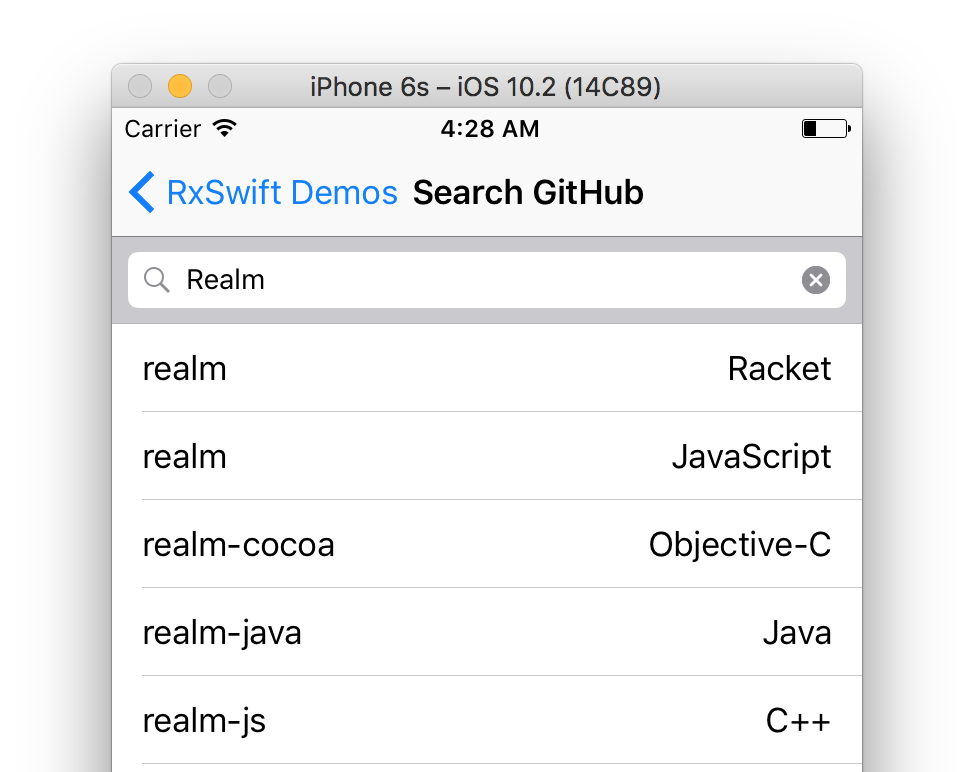 iPhone 6s – iOS 10.2 (14C89)
Carrier 4:28 AM
RxSwift Demos Search GitHub
Realm
realm Racket
realm JavaScript
realm-cocoa Objective-C
realm-java Java
realm-js C++